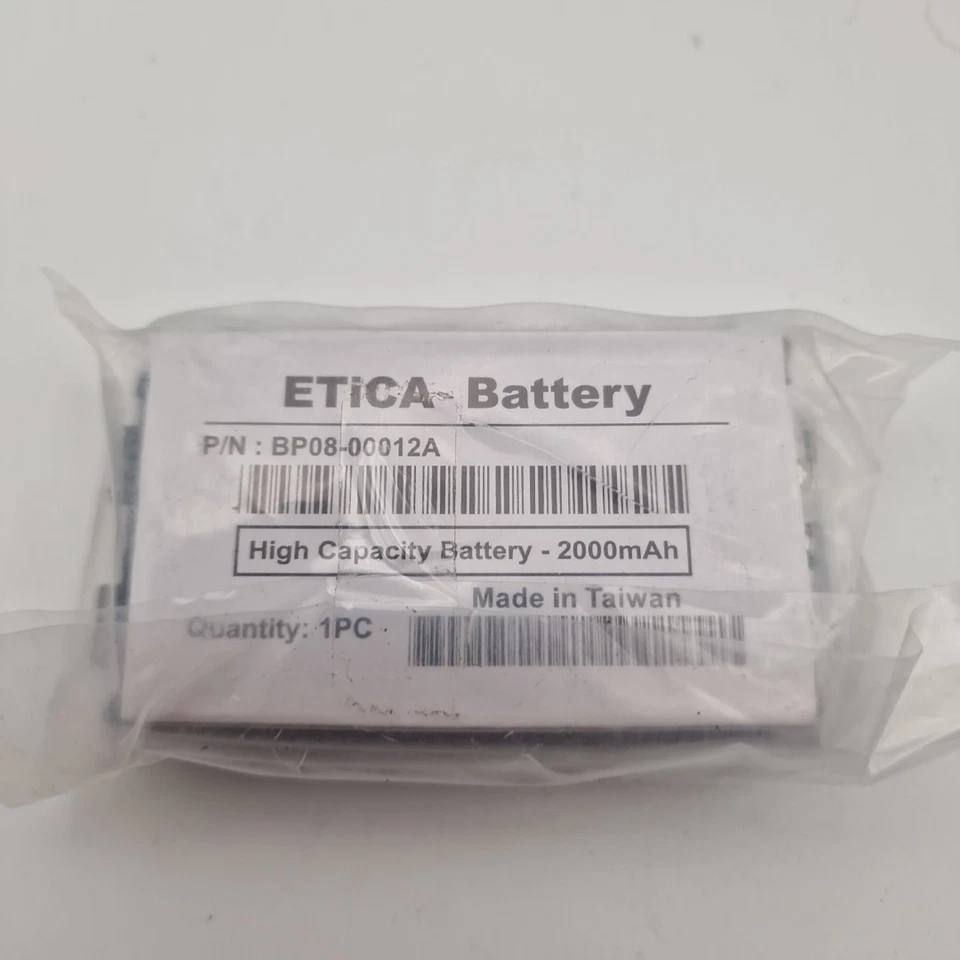 ETiCA- Battery
P/N : BP08-00012A
High Capacity Battery - 2000mAh
Made in Taiwan
Quantity: 1PC